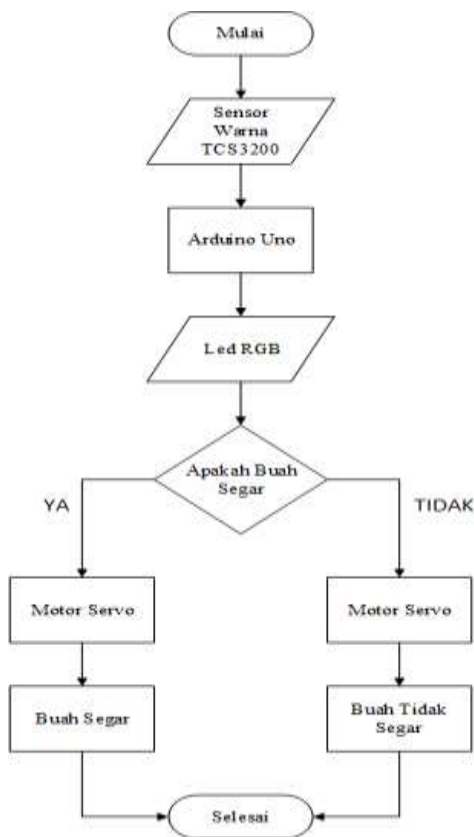 Mulai
Sensor
Warna
TCS3200
Arduino Uno
Led RGB
Apakah Buah
Segar
YA
TIDAK
Motor Servo
Motor Servo
Buah Segar
Buah Tidak
Segar
Selesai